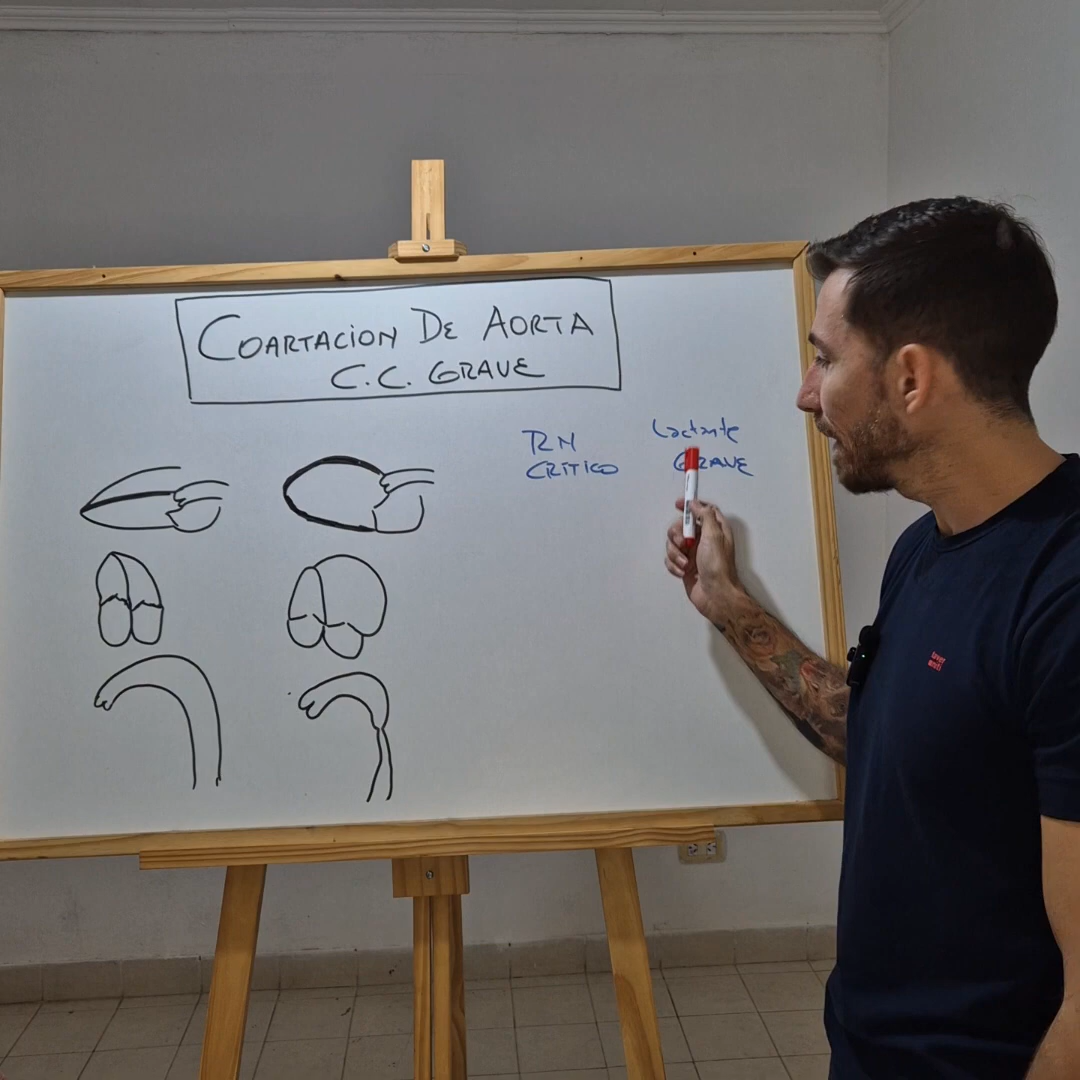 COARTACION DE AORTA
C.C. GRAVE
RN
CRITICO
Lactante
GRAVE